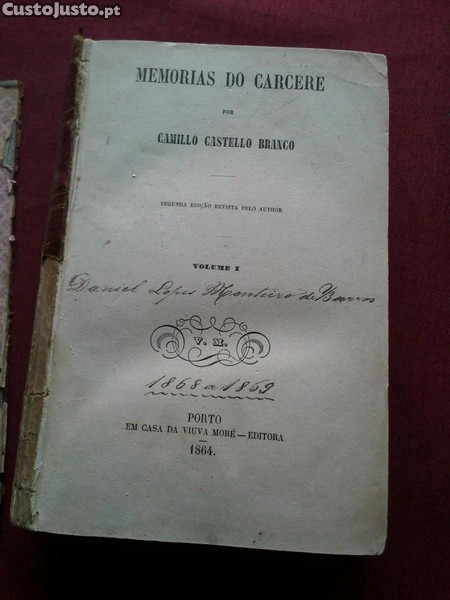 CustoJusto.pt
MEMORIAS DO CARCERE
POR
CAMILLO CASTELLO BRANCO
SEGUNDA EDIÇÃO REVISTA PELO AUTHOR
VOLUME I
Daniel Lopes Monteiro de Barros
V. M.
1868 a 1869
PORTO
EM CASA DA VIUVA MORÉ—EDITORA
1864.